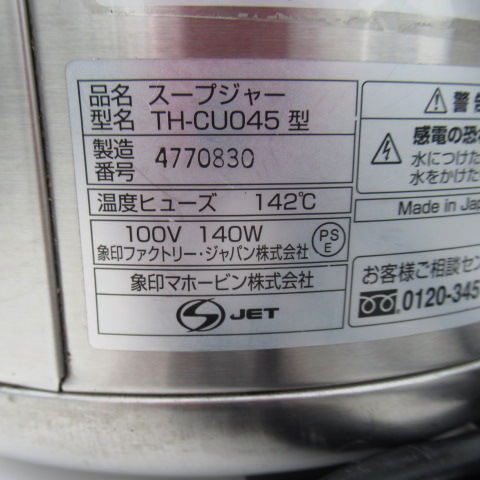 品名 スープジャー
型名 TH-CU045 型
製造番号 4770830
温度ヒューズ 142℃
100V 140W
象印ファクトリー・ジャパン株式会社
PS E
象印マホービン株式会社
S JET
警告
感電の恐れ
水につけた
水をかけた
Made in Jap
お客様ご相談セン
0120-345